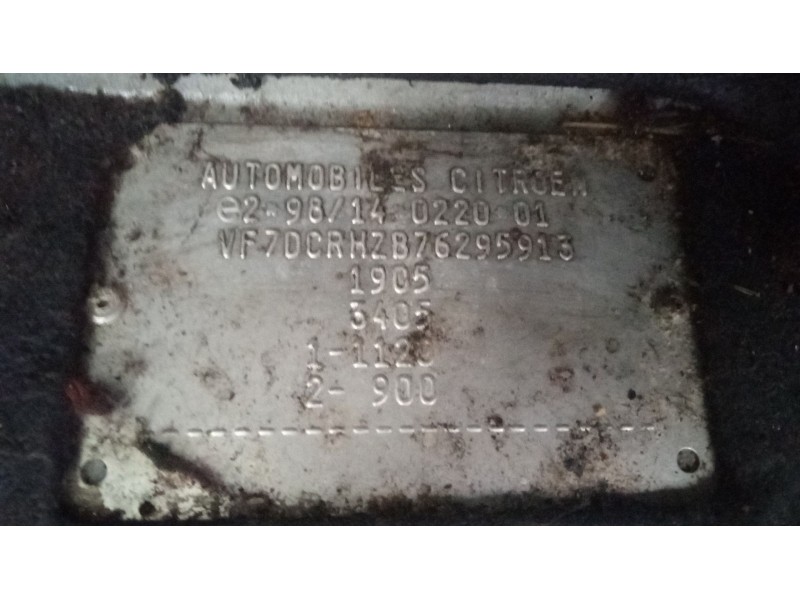 AUTOMOBILES CITROEN
e2-98/14 0220 01
VF7DCRHZB76295913
1905
3405
1-1120
2- 900